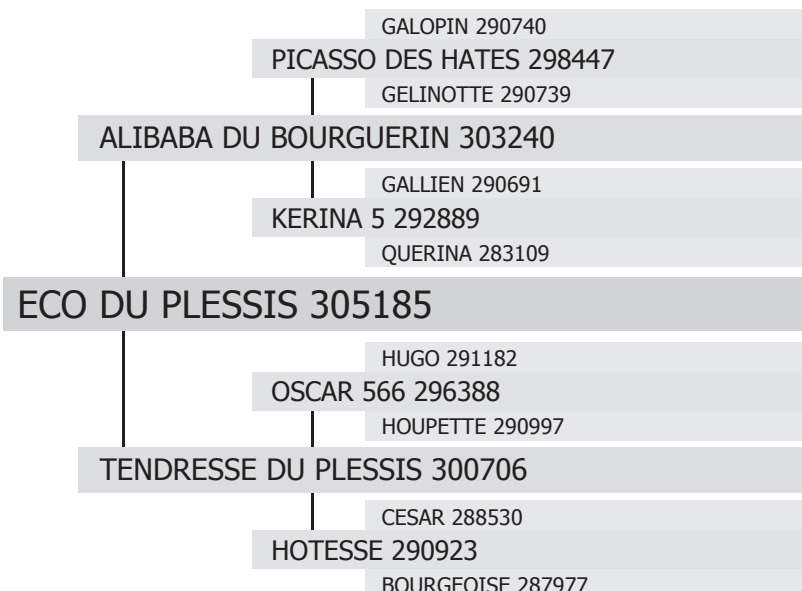 GALOPIN 290740
PICASSO DES HATES 298447
GELINOTTE 290739
ALIBABA DU BOURGUERIN 303240
GALLIEN 290691
KERINA 5 292889
QUERINA 283109
ECO DU PLESSIS 305185
HUGO 291182
OSCAR 566 296388
HOUPETTE 290997
TENDRESSE DU PLESSIS 300706
CESAR 288530
HOTESSE 290923
BOURGEOISE 287977